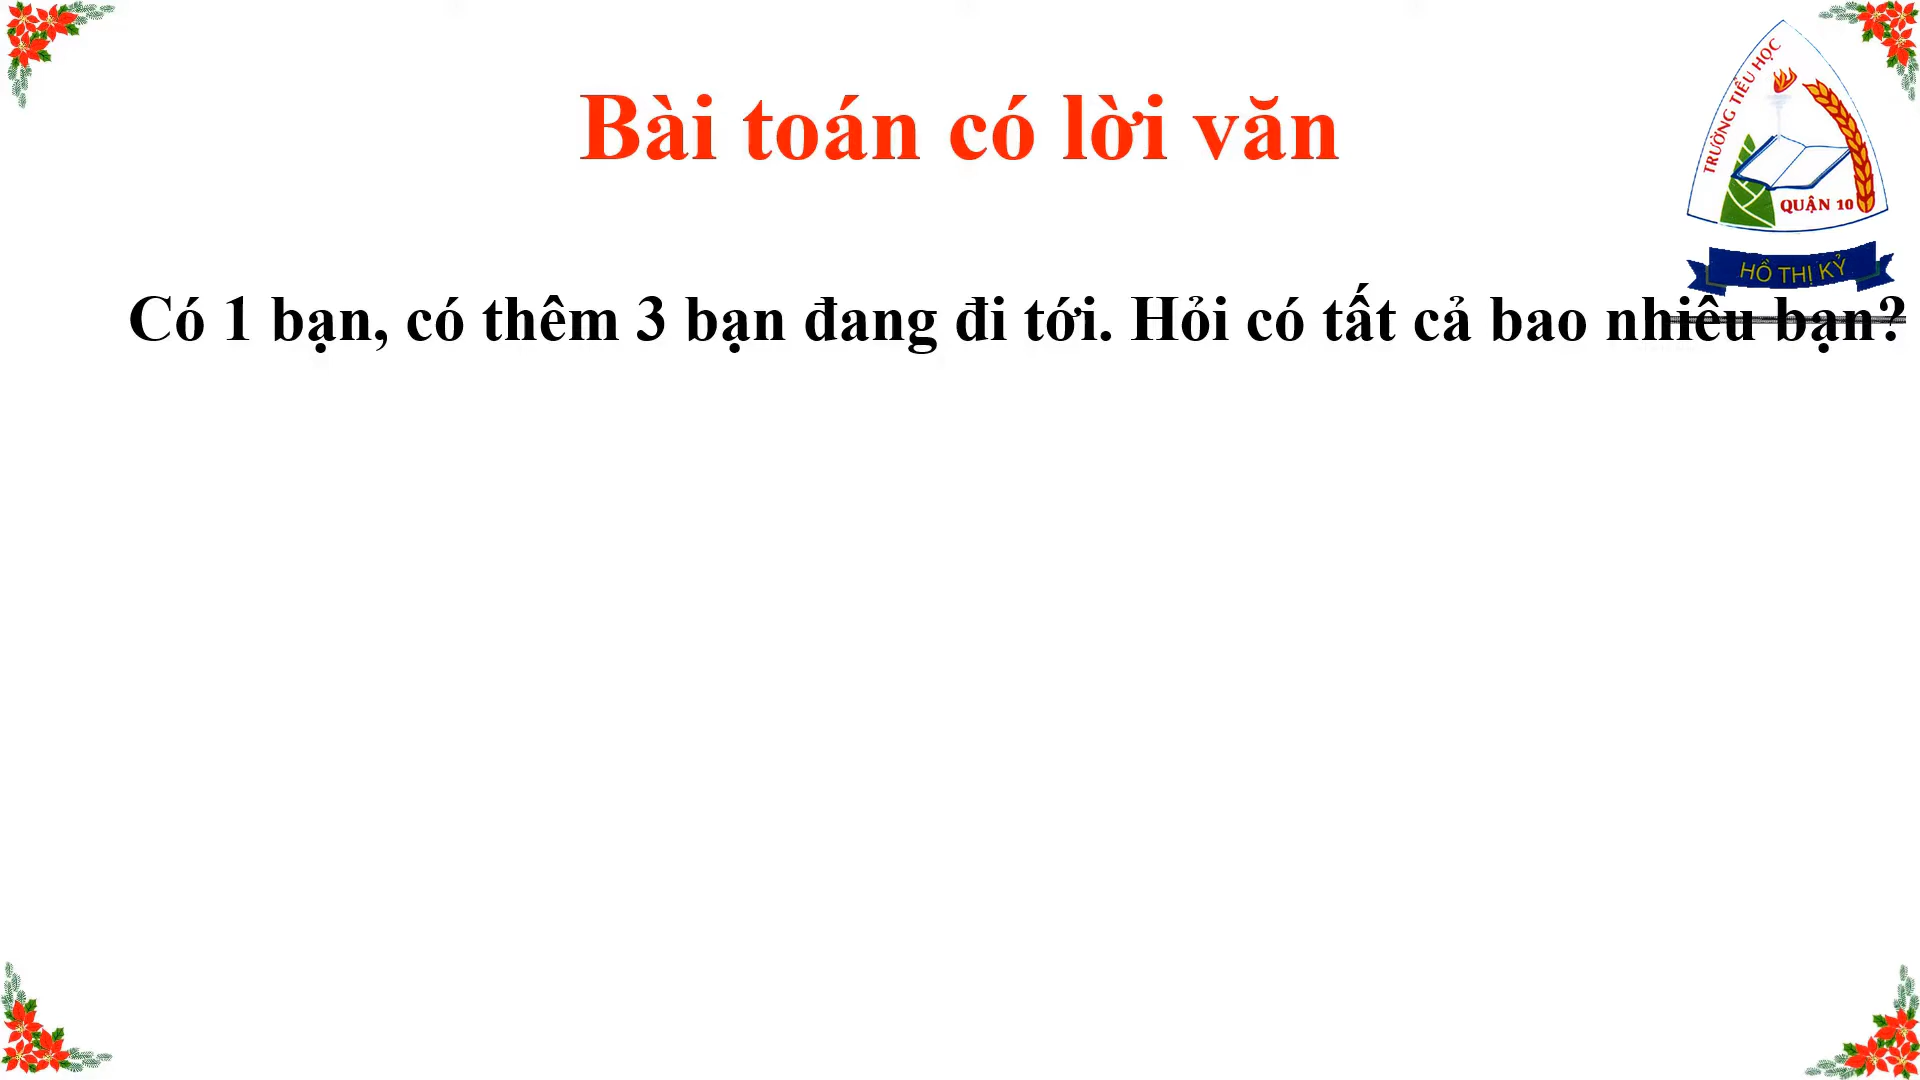 Bài toán có lời văn
TRƯỜNG TIỂU HỌC
QUẬN 10
HỒ THỊ KỶ
Có 1 bạn, có thêm 3 bạn đang đi tới. Hỏi có tất cả bao nhiêu bạn?